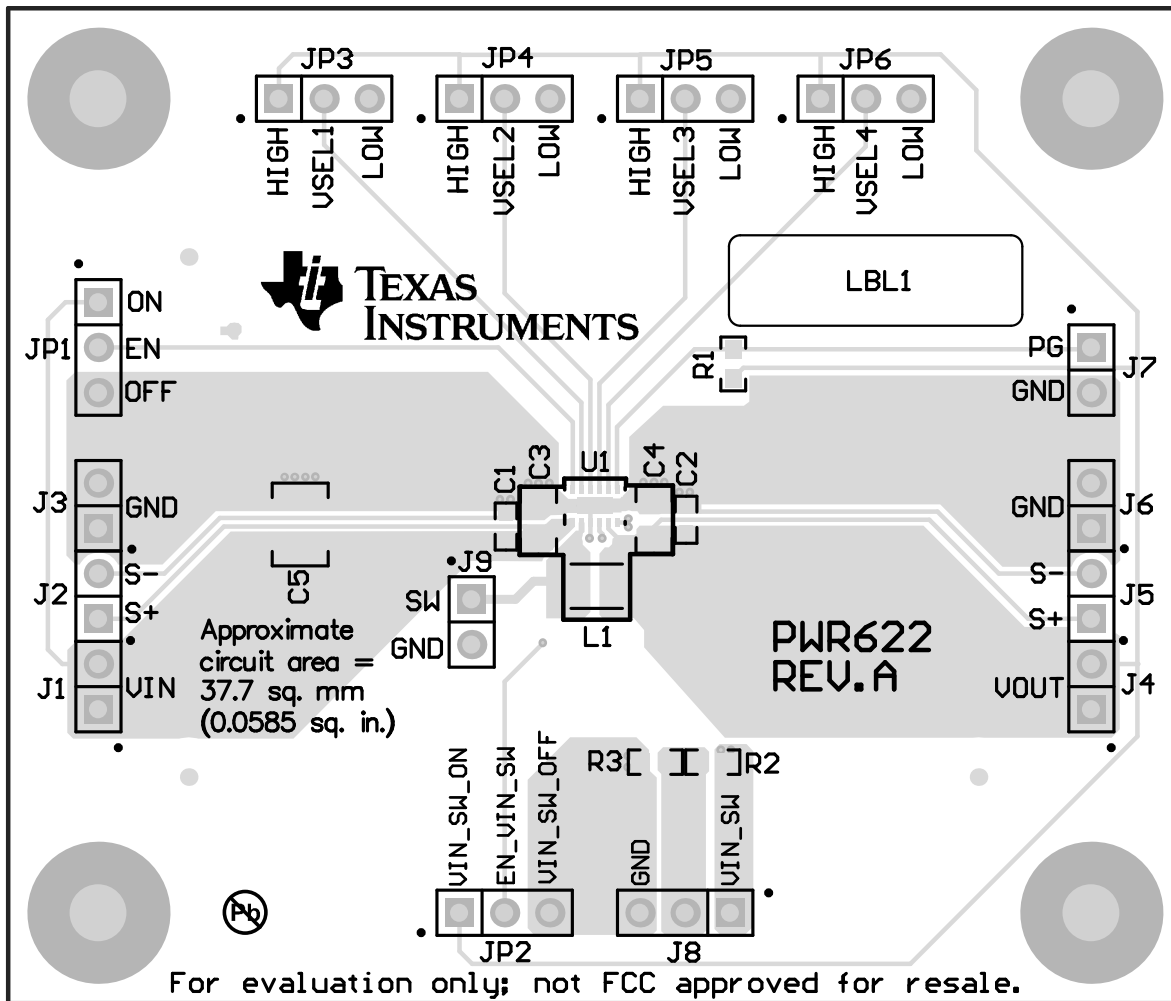 JP3
JP4
JP5
JP6
HIGH
VSEL1
LOW
HIGH
VSEL2
LOW
HIGH
VSEL3
LOW
HIGH
VSEL4
LOW
TEXAS
INSTRUMENTS
LBL1
ON
JP1
EN
OFF
R1
PG
J7
GND
J3
GND
J2
S-
S+
J1
VIN
C5
C1
C3
U1
C4
C2
GND
J6
S-
J5
S+
J4
VOUT
J9
SW
GND
L1
Approximate
circuit area =
37.7 sq. mm
(0.0585 sq. in.)
PWR622
REV.A
R3
R2
VIN_SW_ON
EN_VIN_SW
VIN_SW_OFF
GND
VIN_SW
Pb
JP2
J8
For evaluation only; not FCC approved for resale.